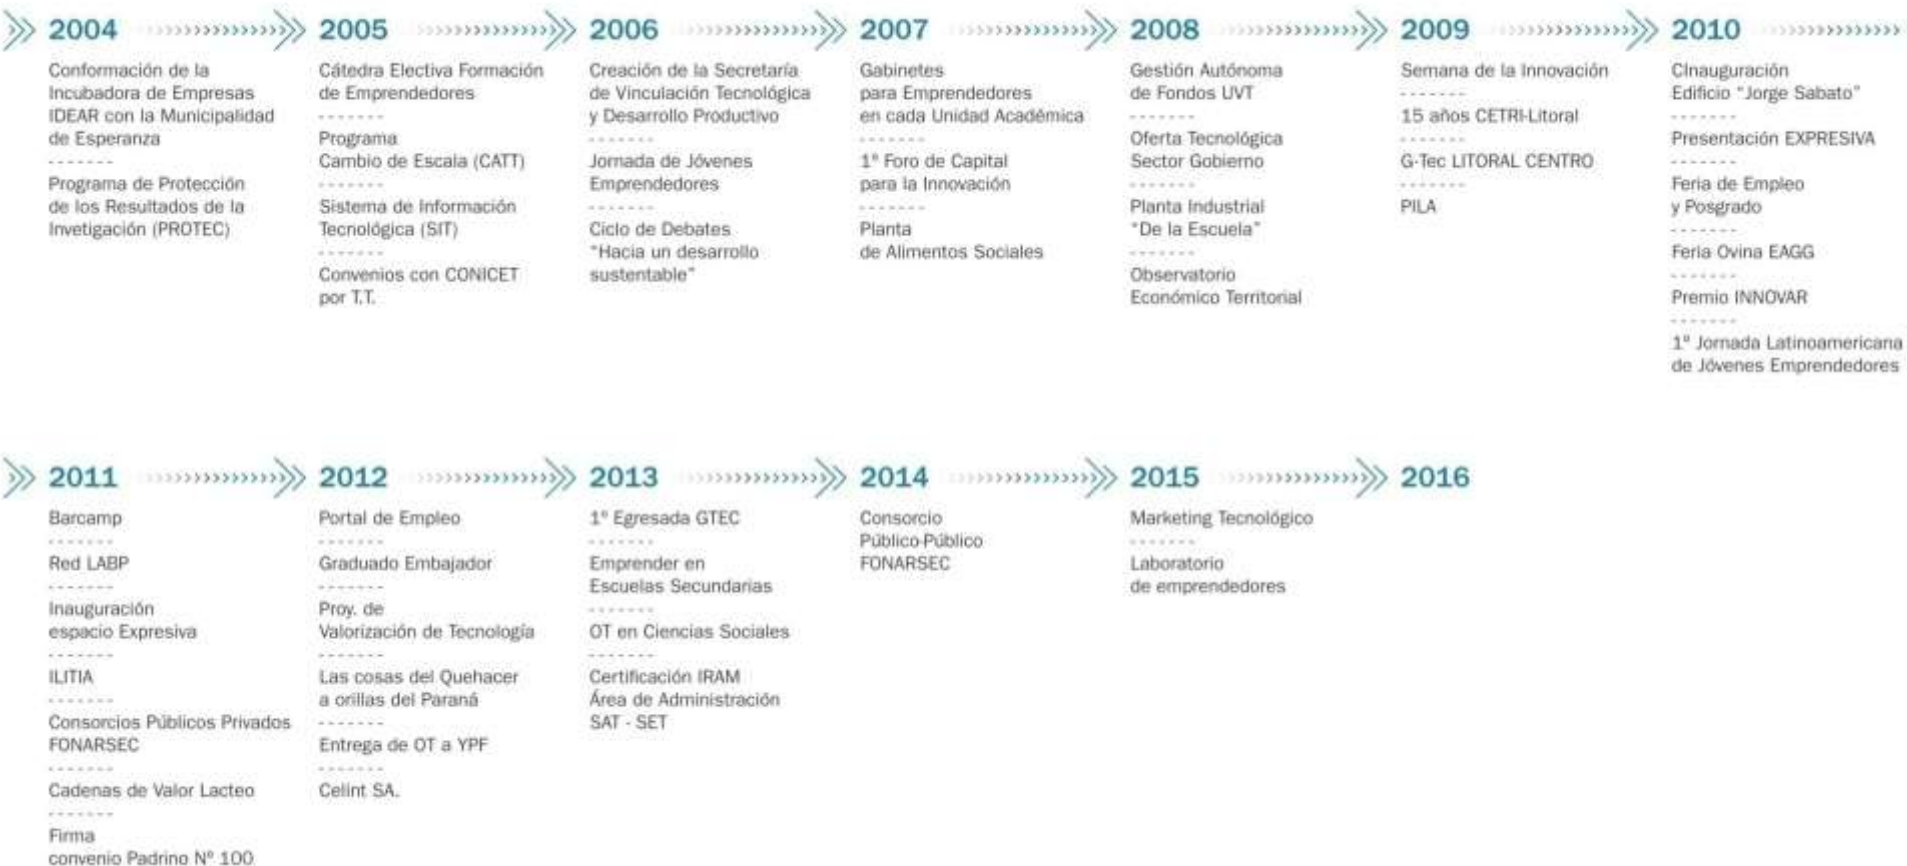 2004
Conformación de la
Incubadora de Empresas
IDEAR con la Municipalidad
de Esperanza
Programa de Protección
de los Resultados de la
Invetigación (PROTEC)
2005
Cátedra Electiva Formación
de Emprendedores
Programa
Cambio de Escala (CATT)
Sistema de Información
Tecnológica (SIT)
Convenios con CONICET
por T.T.
2006
Creación de la Secretaría
de Vinculación Tecnológica
y Desarrollo Productivo
Jornada de Jóvenes
Emprendedores
Ciclo de Debates
"Hacia un desarrollo
sustentable"
2007
Gabinetes
para Emprendedores
en cada Unidad Académica
1º Foro de Capital
para la Innovación
Planta
de Alimentos Sociales
2008
Gestión Autónoma
de Fondos UVT
Oferta Tecnológica
Sector Gobierno
Planta Industrial
"De la Escuela"
Observatorio
Económico Territorial
2009
Semana de la Innovación
15 años CETRI-Litoral
G-Tec LITORAL CENTRO
PILA
2010
CInauguración
Edificio "Jorge Sabato"
Presentación EXPRESIVA
Feria de Empleo
y Posgrado
Feria Ovina EAGG
Premio INNOVAR
1º Jornada Latinoamericana
de Jóvenes Emprendedores
2011
Barcamp
Red LABP
Inauguración
espacio Expresiva
ILITIA
Consorcios Públicos Privados
FONARSEC
Cadenas de Valor Lacteo
Firma
convenio Padrino Nº 100
2012
Portal de Empleo
Graduado Embajador
Proy. de
Valorización de Tecnología
Las cosas del Quehacer
a orillas del Paraná
Entrega de OT a YPF
Celint SA.
2013
1º Egresada GTEC
Emprender en
Escuelas Secundarias
OT en Ciencias Sociales
Certificación IRAM
Área de Administración
SAT - SET
2014
Consorcio
Público-Público
FONARSEC
2015
Marketing Tecnológico
Laboratorio
de emprendedores
2016